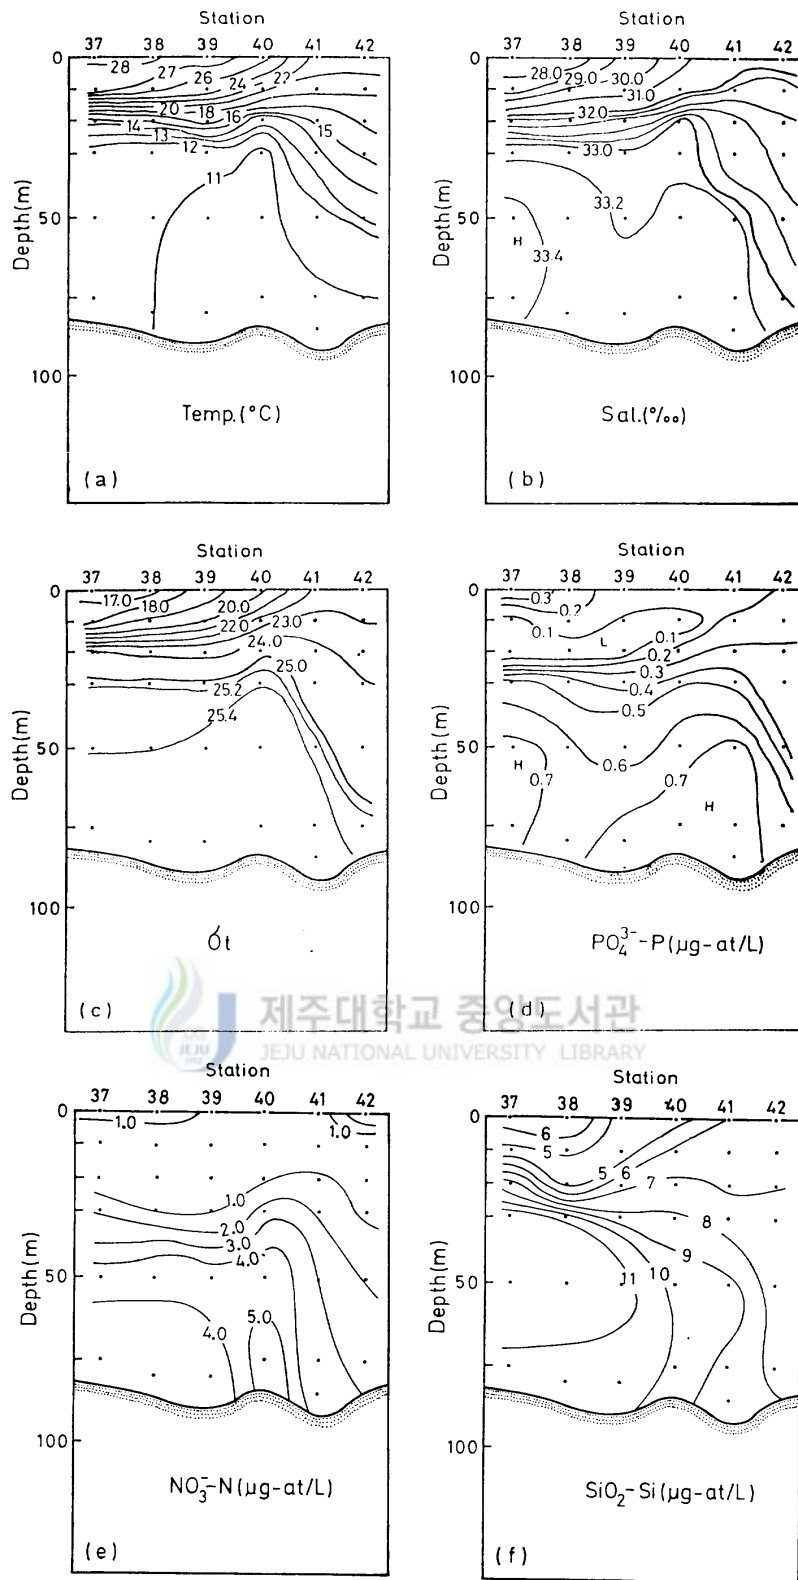 Station
37 38 39 40 41 42
0
50
100
Depth(m)
28 27 26 24 22
20 18 16 15
14
13 12
11
Temp.(°C)
(a)
Station
37 38 39 40 41 42
0
50
100
Depth(m)
28.0 29.0 30.0
31.0
32.0
33.0
33.2
H
33.4
Sal.(‰)
(b)
Station
37 38 39 40 41 42
0
50
100
Depth(m)
17.0 18.0 20.0
22.0 23.0
24.0
25.0
25.2
25.4
σt
(c)
Station
37 38 39 40 41 42
0
50
100
Depth(m)
0.3
0.2
0.1 L 0.1
0.2
0.3
0.4
0.5
0.6
H 0.7 0.7
H
PO₄³⁻-P(µg-at/L)
(d)
제주대학교 중앙도서관
JEJU
JEJU NATIONAL UNIVERSITY LIBRARY
Station
37 38 39 40 41 42
0
50
100
Depth(m)
1.0 1.0
1.0
2.0
3.0
4.0
4.0 5.0
NO₃⁻-N(µg-at/L)
(e)
Station
37 38 39 40 41 42
0
50
100
Depth(m)
6
5 5 6 7
8
9
11 10
SiO₂-Si(µg-at/L)
(f)